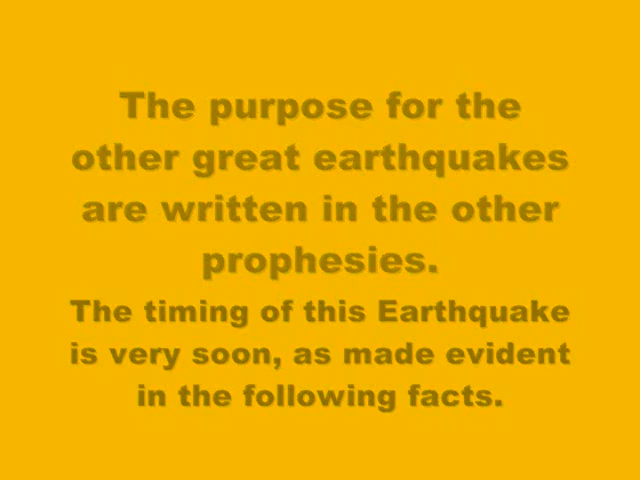 The purpose for the
other great earthquakes
are written in the other
prophesies.
The timing of this Earthquake
is very soon, as made evident
in the following facts.